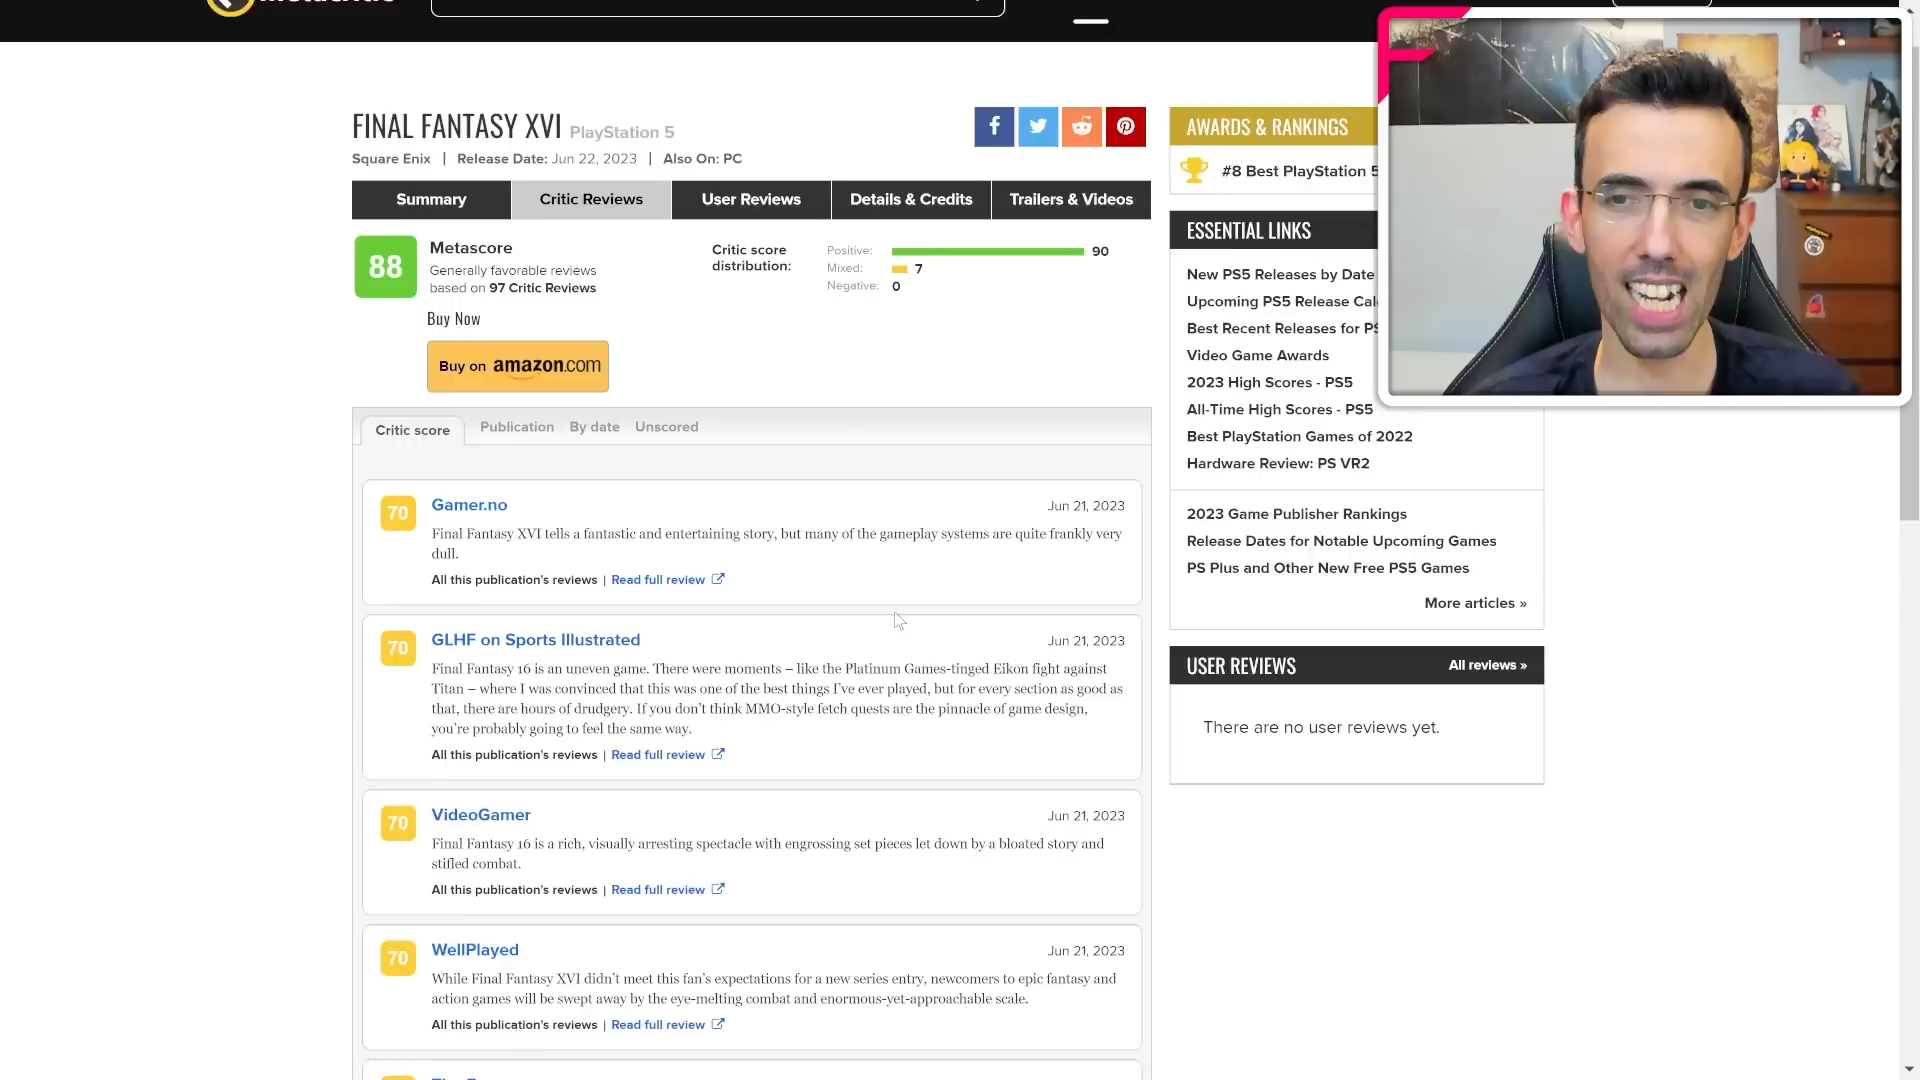 FINAL FANTASY XVI PlayStation 5
Square Enix | Release Date: Jun 22, 2023 | Also On: PC
Summary
Critic Reviews
User Reviews
Details & Credits
Trailers & Videos
88
Metascore
Generally favorable reviews
based on 97 Critic Reviews
Critic score
distribution:
Positive: 90
Mixed: 7
Negative: 0
Buy Now
Buy on amazon.com
Critic score
Publication
By date
Unscored
70
Gamer.no
Jun 21, 2023
Final Fantasy XVI tells a fantastic and entertaining story, but many of the gameplay systems are quite frankly very
dull.
All this publication's reviews | Read full review
70
GLHF on Sports Illustrated
Jun 21, 2023
Final Fantasy 16 is an uneven game. There were moments – like the Platinum Games-tinged Eikon fight against
Titan – where I was convinced that this was one of the best things I've ever played, but for every section as good as
that, there are hours of drudgery. If you don't think MMO-style fetch quests are the pinnacle of game design,
you're probably going to feel the same way.
All this publication's reviews | Read full review
70
VideoGamer
Jun 21, 2023
Final Fantasy 16 is a rich, visually arresting spectacle with engrossing set pieces let down by a bloated story and
stifled combat.
All this publication's reviews | Read full review
70
WellPlayed
Jun 21, 2023
While Final Fantasy XVI didn't meet this fan's expectations for a new series entry, newcomers to epic fantasy and
action games will be swept away by the eye-melting combat and enormous-yet-approachable scale.
All this publication's reviews | Read full review
AWARDS & RANKINGS
#8 Best PlayStation 5
ESSENTIAL LINKS
New PS5 Releases by Date
Upcoming PS5 Release
Best Recent Releases for
Video Game Awards
2023 High Scores - PS5
All-Time High Scores - PS5
Best PlayStation Games of 2022
Hardware Review: PS VR2
2023 Game Publisher Rankings
Release Dates for Notable Upcoming Games
PS Plus and Other New Free PS5 Games
More articles »
USER REVIEWS
All reviews »
There are no user reviews yet.